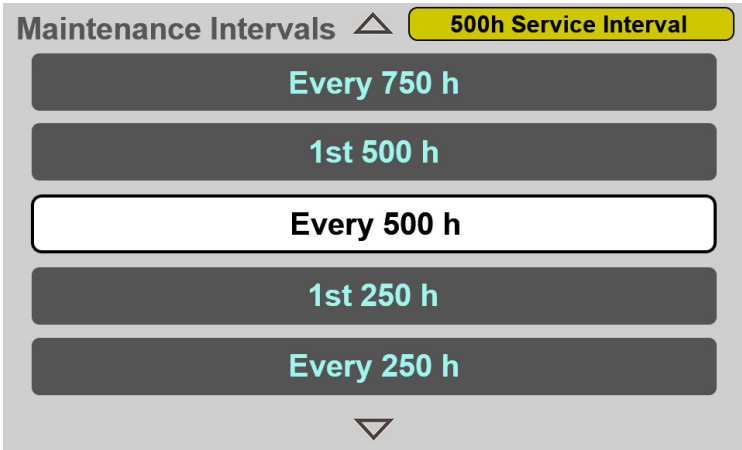 Maintenance Intervals
500h Service Interval
Every 750 h
1st 500 h
Every 500 h
1st 250 h
Every 250 h